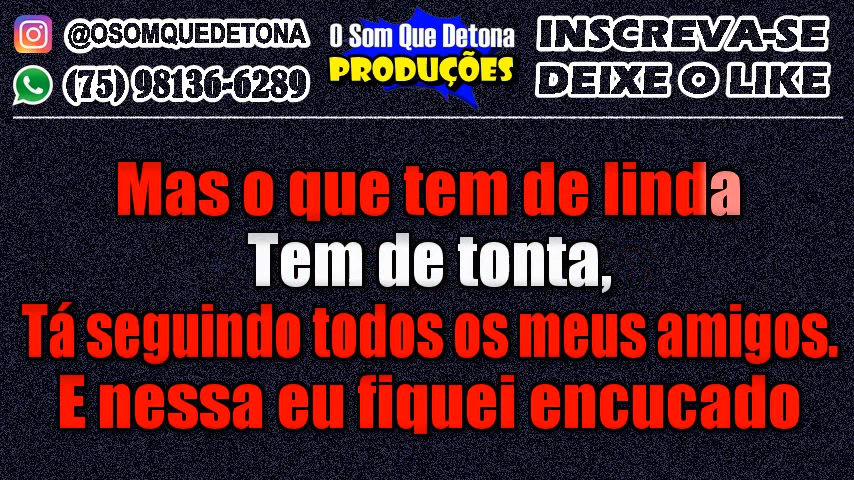 @OSOMQUEDETONA
(75) 98136-6289
O Som Que Detona
PRODUÇÕES
INSCREVA-SE
DEIXE O LIKE
Mas o que tem de linda
Tem de tonta,
Tá seguindo todos os meus amigos.
E nessa eu fiquei encucado